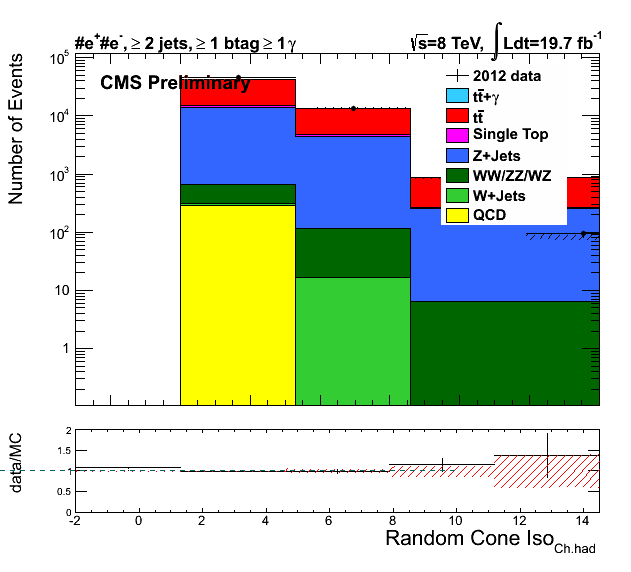 #e⁺#e⁻, ≥ 2 jets, ≥ 1 btag ≥ 1 γ √s=8 TeV, ∫Ldt=19.7 fb⁻¹
CMS Preliminary
Number of Events
10⁵
10⁴
10³
10²
10
1
2012 data
tt̄+γ
tt̄
Single Top
Z+Jets
WW/ZZ/WZ
W+Jets
QCD
data/MC
2
1.5
1
0.5
0
-2 0 2 4 6 8 10 12 14
Random Cone Iso_Ch.had